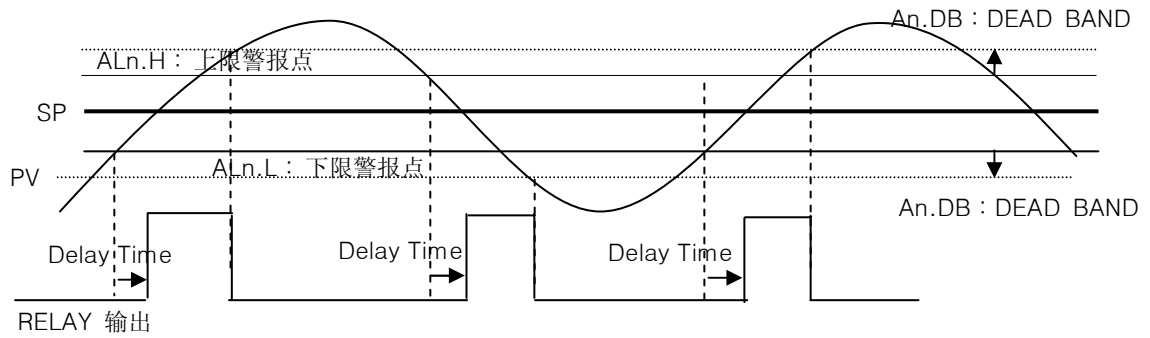 An.DB : DEAD BAND
ALn.H : 上限警报点
SP
ALn.L : 下限警报点
PV
An.DB : DEAD BAND
Delay Time
Delay Time
Delay Time
RELAY 输出